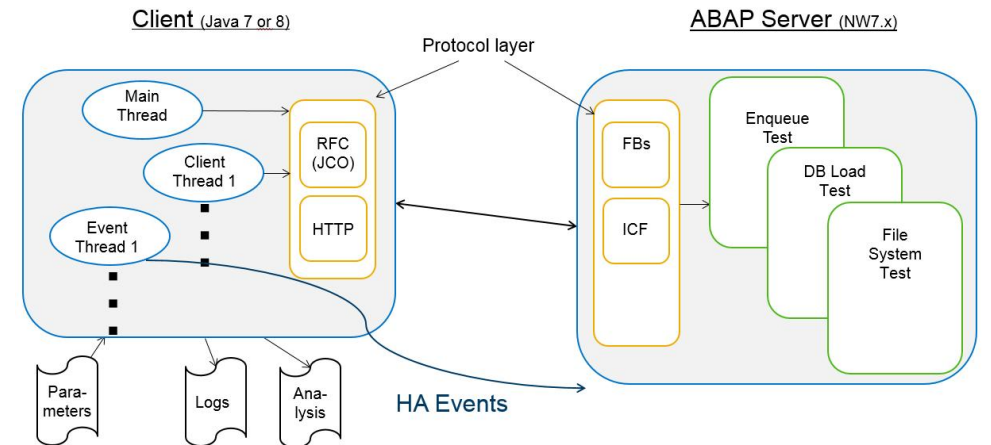 Client (Java 7 or 8)
ABAP Server (NW7.x)
Protocol layer
Main
Thread
Client
Thread 1
Event
Thread 1
RFC
(JCO)
HTTP
FBs
ICF
Enqueue
Test
DB Load
Test
File
System
Test
Para-
meters
Logs
Ana-
lysis
HA Events